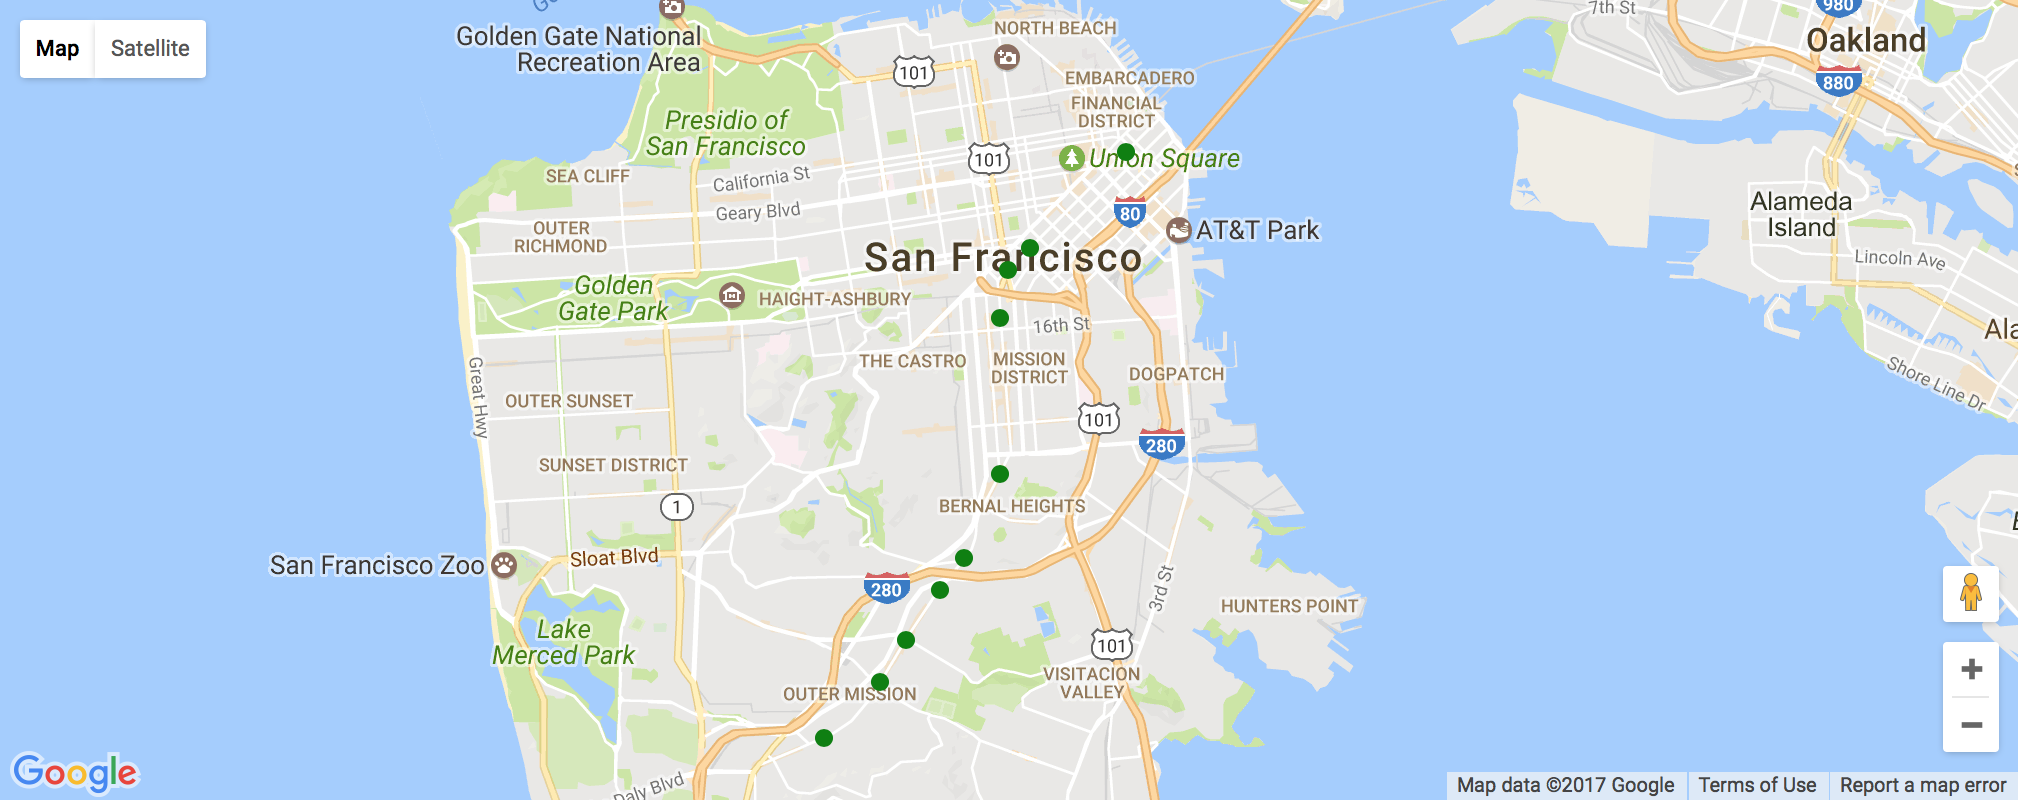 Map
Satellite
Golden Gate National
Recreation Area
NORTH BEACH
EMBARCADERO
FINANCIAL
DISTRICT
101
Presidio of
San Francisco
101
Union Square
SEA CLIFF
California St
Geary Blvd
80
AT&T Park
OUTER
RICHMOND
San Francisco
Golden
Gate Park
HAIGHT-ASHBURY
16th St
THE CASTRO
MISSION
DISTRICT
DOGPATCH
Great Hwy
OUTER SUNSET
101
280
SUNSET DISTRICT
1
BERNAL HEIGHTS
San Francisco Zoo
Sloat Blvd
280
3rd St
HUNTERS POINT
Lake
Merced Park
101
VISITACION
VALLEY
OUTER MISSION
Daly Blvd
7th St
980
Oakland
880
Alameda
Island
Lincoln Ave
Ala
Shore Line Dr
Google
Map data ©2017 Google
Terms of Use
Report a map error